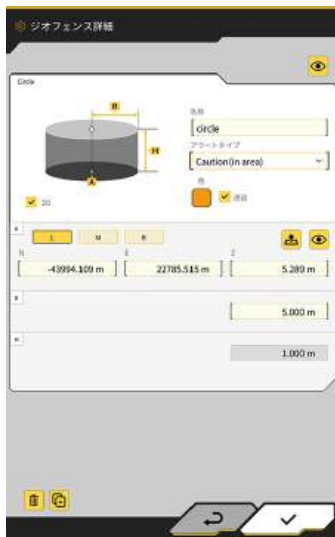 ジオフェンス詳細
Circle
R
H
A
2D
名称
circle
アラートタイプ
Caution(in area)
色
透過
A
L
M
R
N
E
Z
-43994.109 m
22785.515 m
5.289 m
R
5.000 m
H
1.000 m